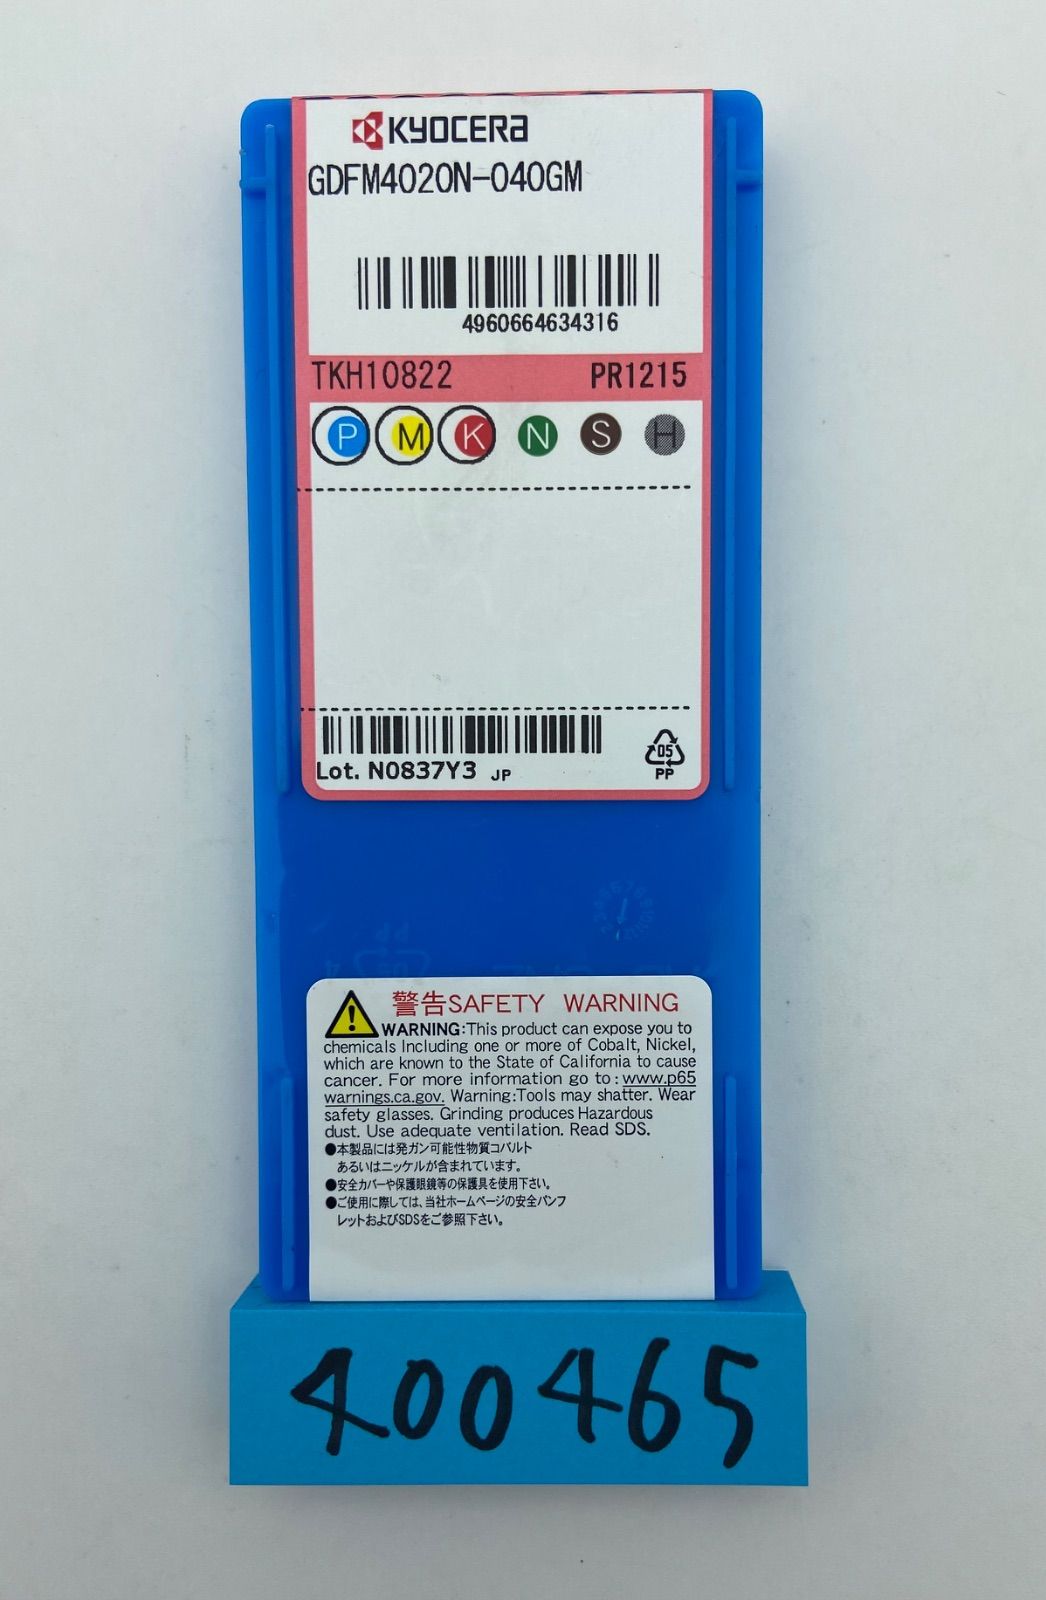 KYOCERA
GDFM4020N-040GM
4960664634316
TKH10822 PR1215
P M K N S H
Lot. N0837Y3 JP
05
PP
警告SAFETY WARNING
WARNING:This product can expose you to
chemicals Including one or more of Cobalt, Nickel,
which are known to the State of California to cause
cancer. For more information go to:www.p65
warnings.ca.gov. Warning:Tools may shatter. Wear
safety glasses. Grinding produces Hazardous
dust. Use adequate ventilation. Read SDS.
●本製品には発ガン可能性物質コバルト
あるいはニッケルが含まれています。
●安全カバーや保護眼鏡等の保護具を使用下さい。
●ご使用に際しては、当社ホームページの安全パンフ
レットおよびSDSをご参照下さい。
400465